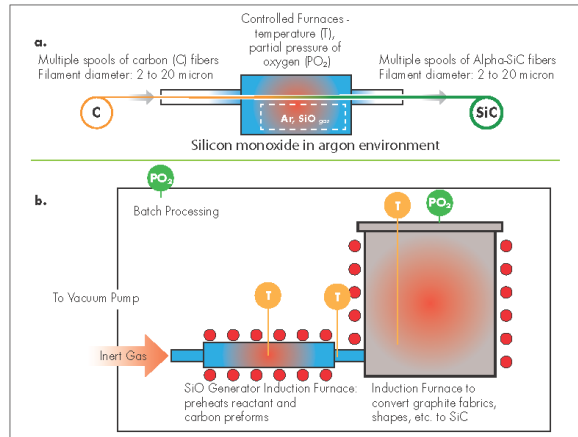 Controlled Furnaces -
temperature (T),
partial pressure of
oxygen (PO₂)
a.
Multiple spools of carbon (C) fibers
Filament diameter: 2 to 20 micron
Multiple spools of Alpha-SiC fibers
Filament diameter: 2 to 20 micron
C
Ar, SiO gas
SiC
Silicon monoxide in argon environment
b.
PO₂
Batch Processing
T
PO₂
To Vacuum Pump
T
T
Inert Gas
SiO Generator Induction Furnace:
preheats reactant and
carbon preforms
Induction Furnace to
convert graphite fabrics,
shapes, etc. to SiC